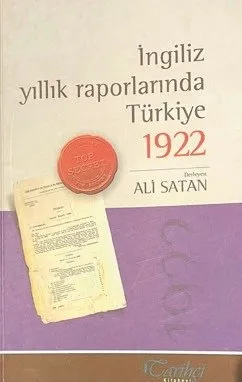 İngiliz
yıllık raporlarında
Türkiye
1922
TOP
SECRET
Derleyen
ALİ SATAN
Tarihçi
Kitabevi